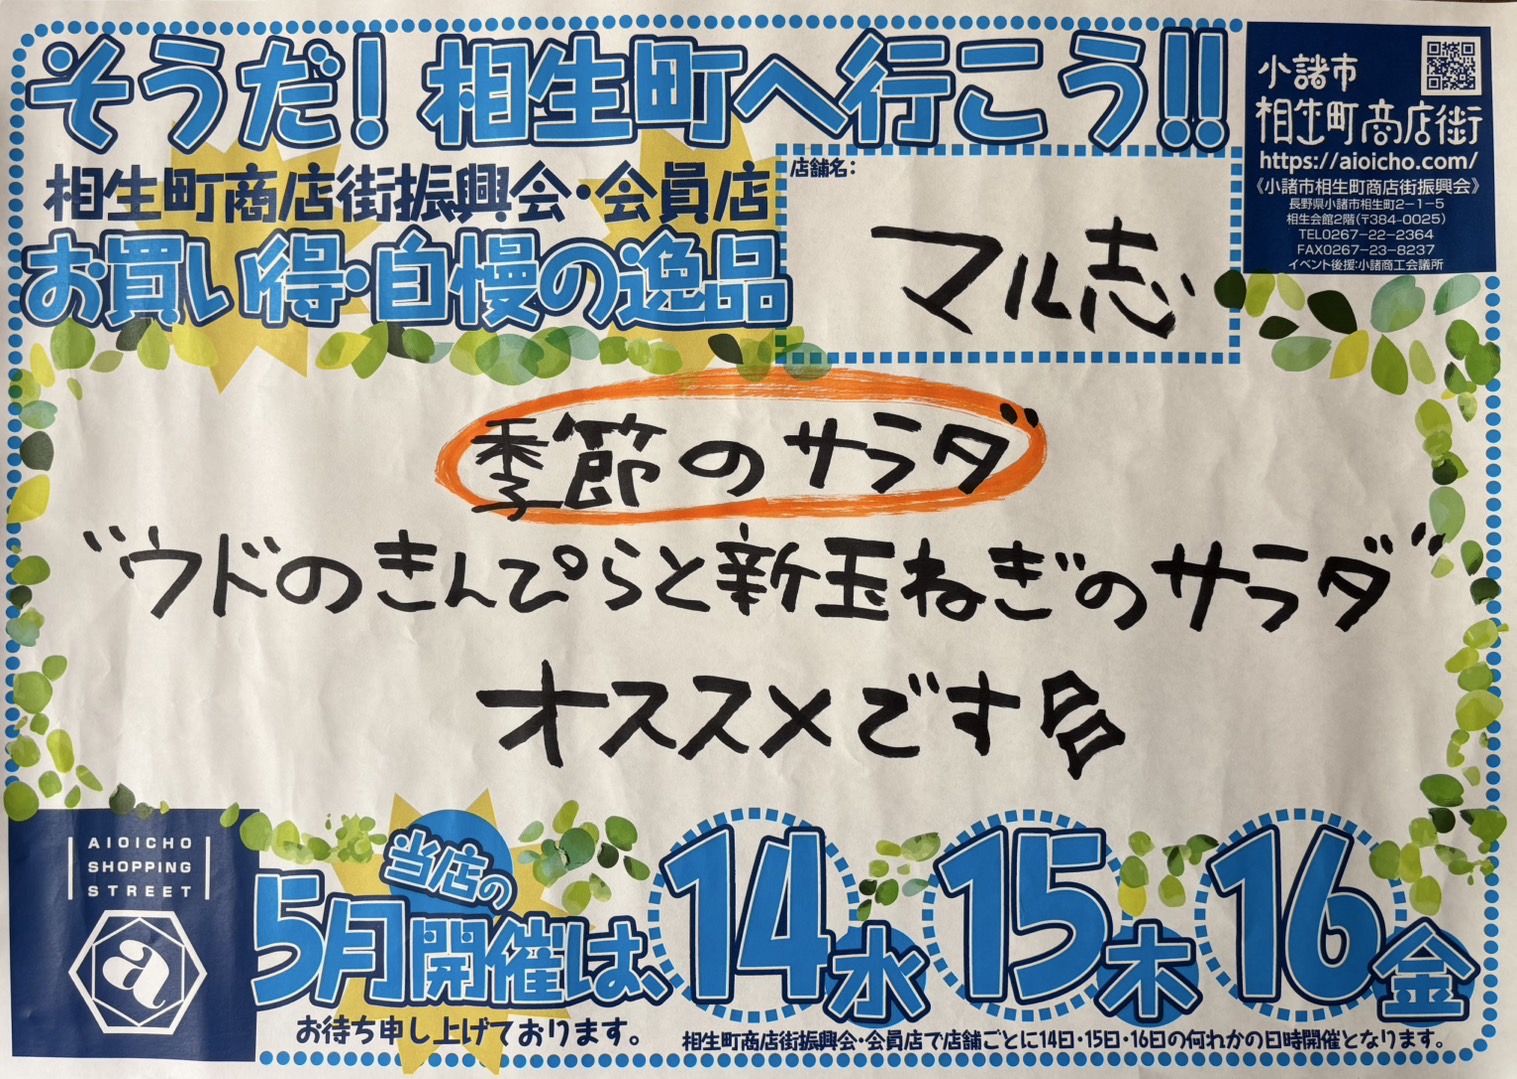 そうだ！相生町へ行こう!!
相生町商店街振興会・会員店
お買い得・自慢の逸品
店舗名：
マル志
小諸市
相生町商店街
https://aioicho.com/
《小諸市相生町商店街振興会》
長野県小諸市相生町2−1−5
相生会館2階(〒384−0025)
TEL0267−22−2364
FAX0267−23−8237
イベント後援:小諸商工会議所
季節のサラダ
"ウドのきんぴらと新玉ねぎのサラダ"
オススメです
AIOICHO
SHOPPING
STREET
a
当店の
5月開催は、
14水 15木 16金
お待ち申し上げております。
相生町商店街振興会・会員店で店舗ごとに14日・15日・16日の何れかの日時開催となります。